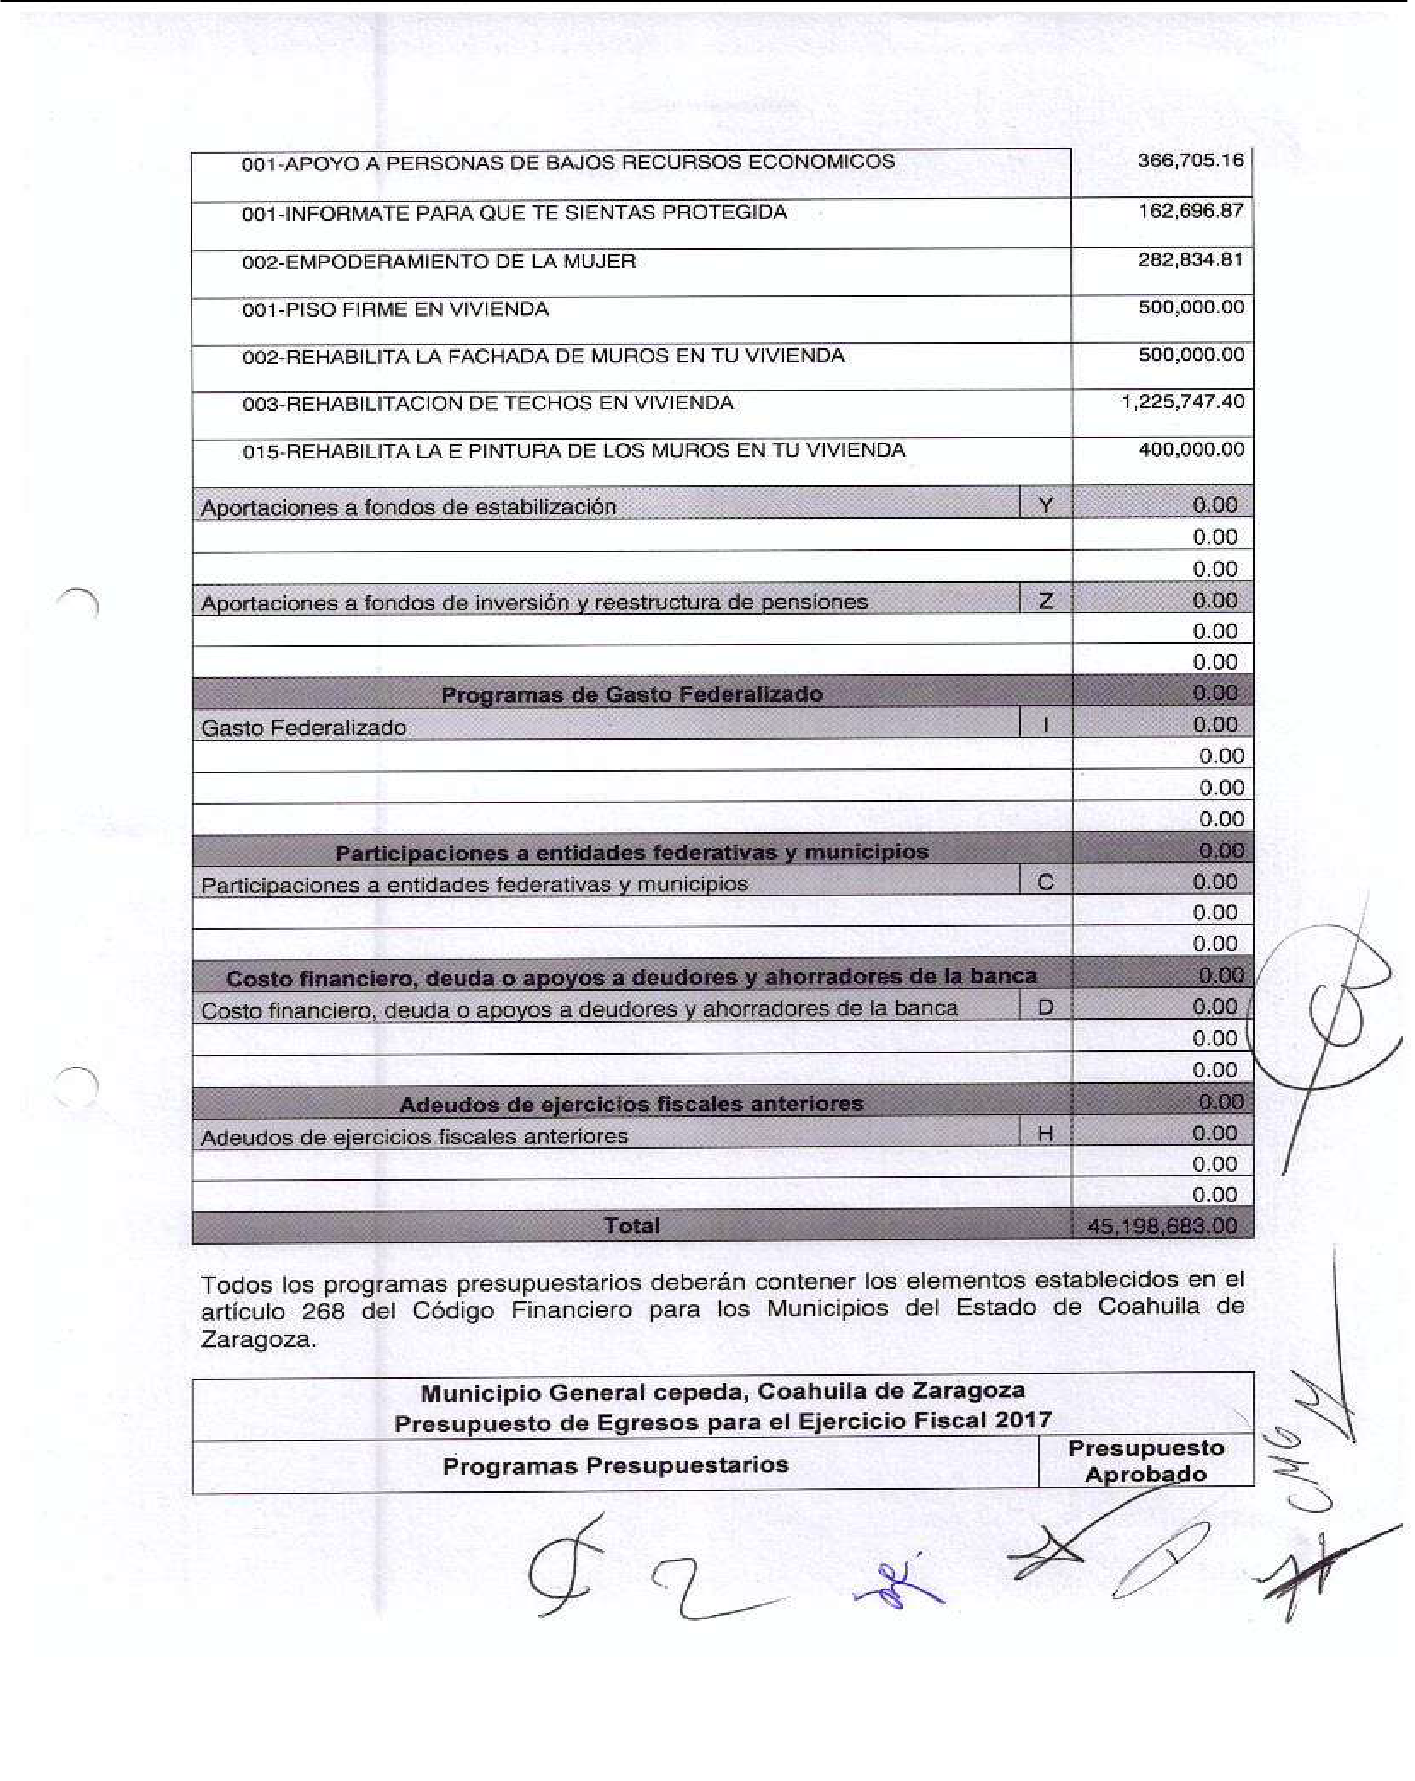 001-APOYO A PERSONAS DE BAJOS RECURSOS ECONOMICOS 366,705.16
001-INFORMATE PARA QUE TE SIENTAS PROTEGIDA 162,696.87
002-EMPODERAMIENTO DE LA MUJER 282,834.81
001-PISO FIRME EN VIVIENDA 500,000.00
002-REHABILITA LA FACHADA DE MUROS EN TU VIVIENDA 500,000.00
003-REHABILITACION DE TECHOS EN VIVIENDA 1,225,747.40
015-REHABILITA LA E PINTURA DE LOS MUROS EN TU VIVIENDA 400,000.00
Aportaciones a fondos de estabilización Y 0.00
0.00
0.00
Aportaciones a fondos de inversión y reestructura de pensiones Z 0.00
0.00
0.00
Programas de Gasto Federalizado 0.00
Gasto Federalizado I 0.00
0.00
0.00
0.00
Participaciones a entidades federativas y municipios 0.00
Participaciones a entidades federativas y municipios C 0.00
0.00
0.00
Costo financiero, deuda o apoyos a deudores y ahorradores de la banca 0.00
Costo financiero, deuda o apoyos a deudores y ahorradores de la banca D 0.00
0.00
0.00
Adeudos de ejercicios fiscales anteriores 0.00
Adeudos de ejercicios fiscales anteriores H 0.00
0.00
0.00
Total 45,198,683.00
Todos los programas presupuestarios deberán contener los elementos establecidos en el
artículo 268 del Código Financiero para los Municipios del Estado de Coahuila de
Zaragoza.
Municipio General cepeda, Coahuila de Zaragoza
Presupuesto de Egresos para el Ejercicio Fiscal 2017
Programas Presupuestarios
Presupuesto
Aprobado